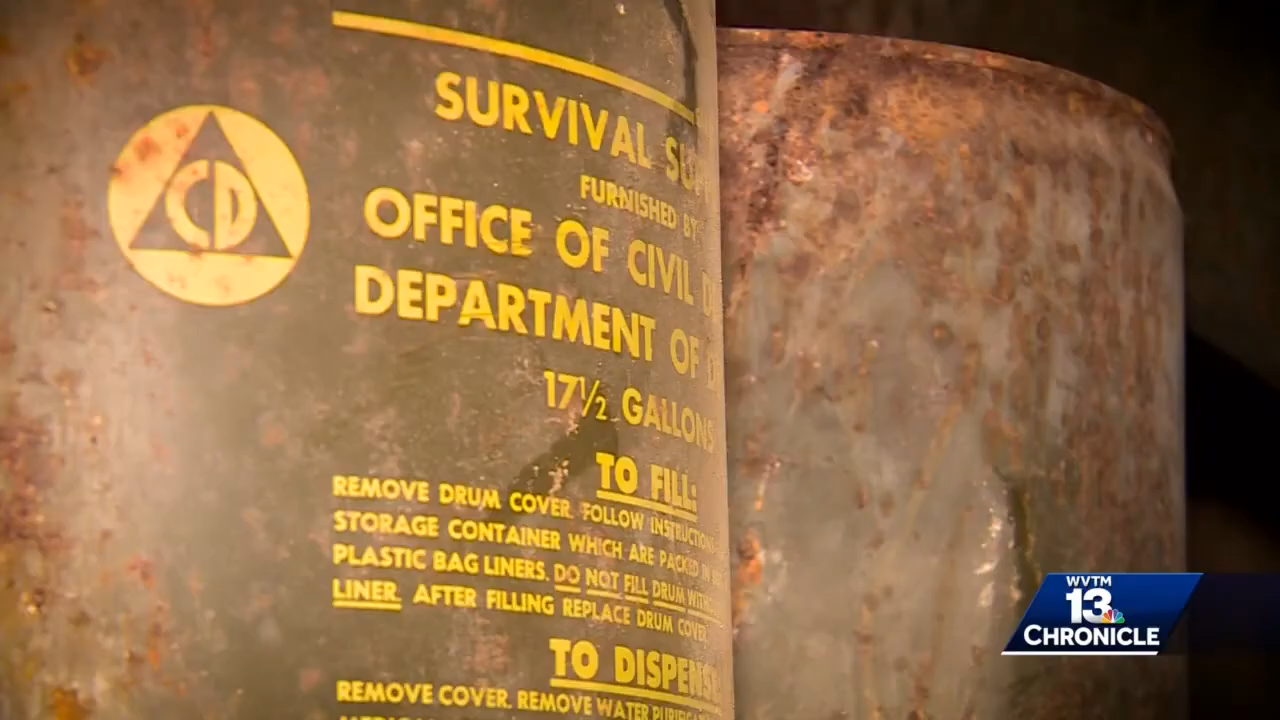 CD
SURVIVAL
FURNISHED BY
OFFICE OF CIVIL
DEPARTMENT OF
17½ GALLONS
TO FILL:
REMOVE DRUM COVER. FOLLOW
STORAGE CONTAINER WHICH ARE PACKED IN
PLASTIC BAG LINERS. DO NOT FILL DRUM
LINER. AFTER FILLING REPLACE DRUM COVER
TO
REMOVE COVER. REMOVE WATER
WVTM
13
CHRONICLE